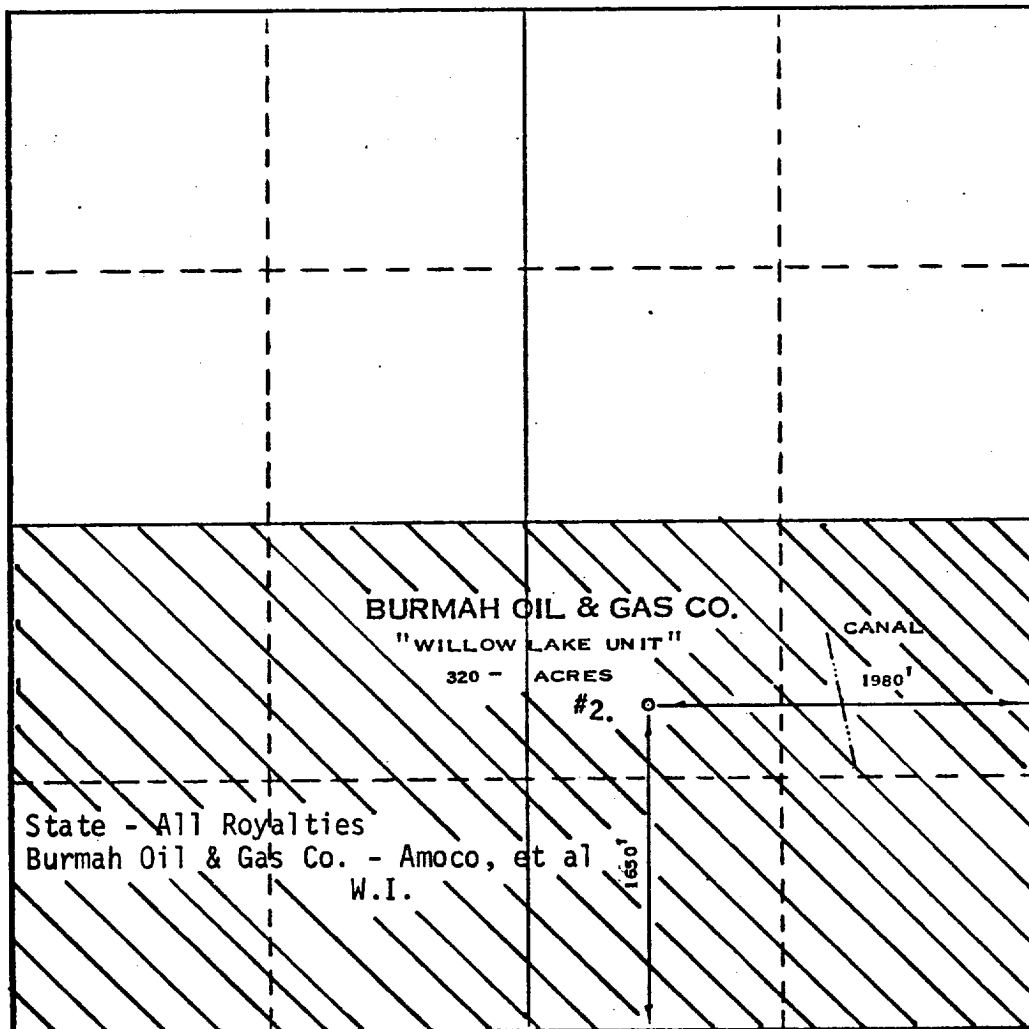 BURMAH OIL & GAS CO.
"WILLOW LAKE UNIT"
320 - ACRES
CANAL
1980'
#2.
State - All Royalties
Burmah Oil & Gas Co. - Amoco, et al
W.I.
1650'